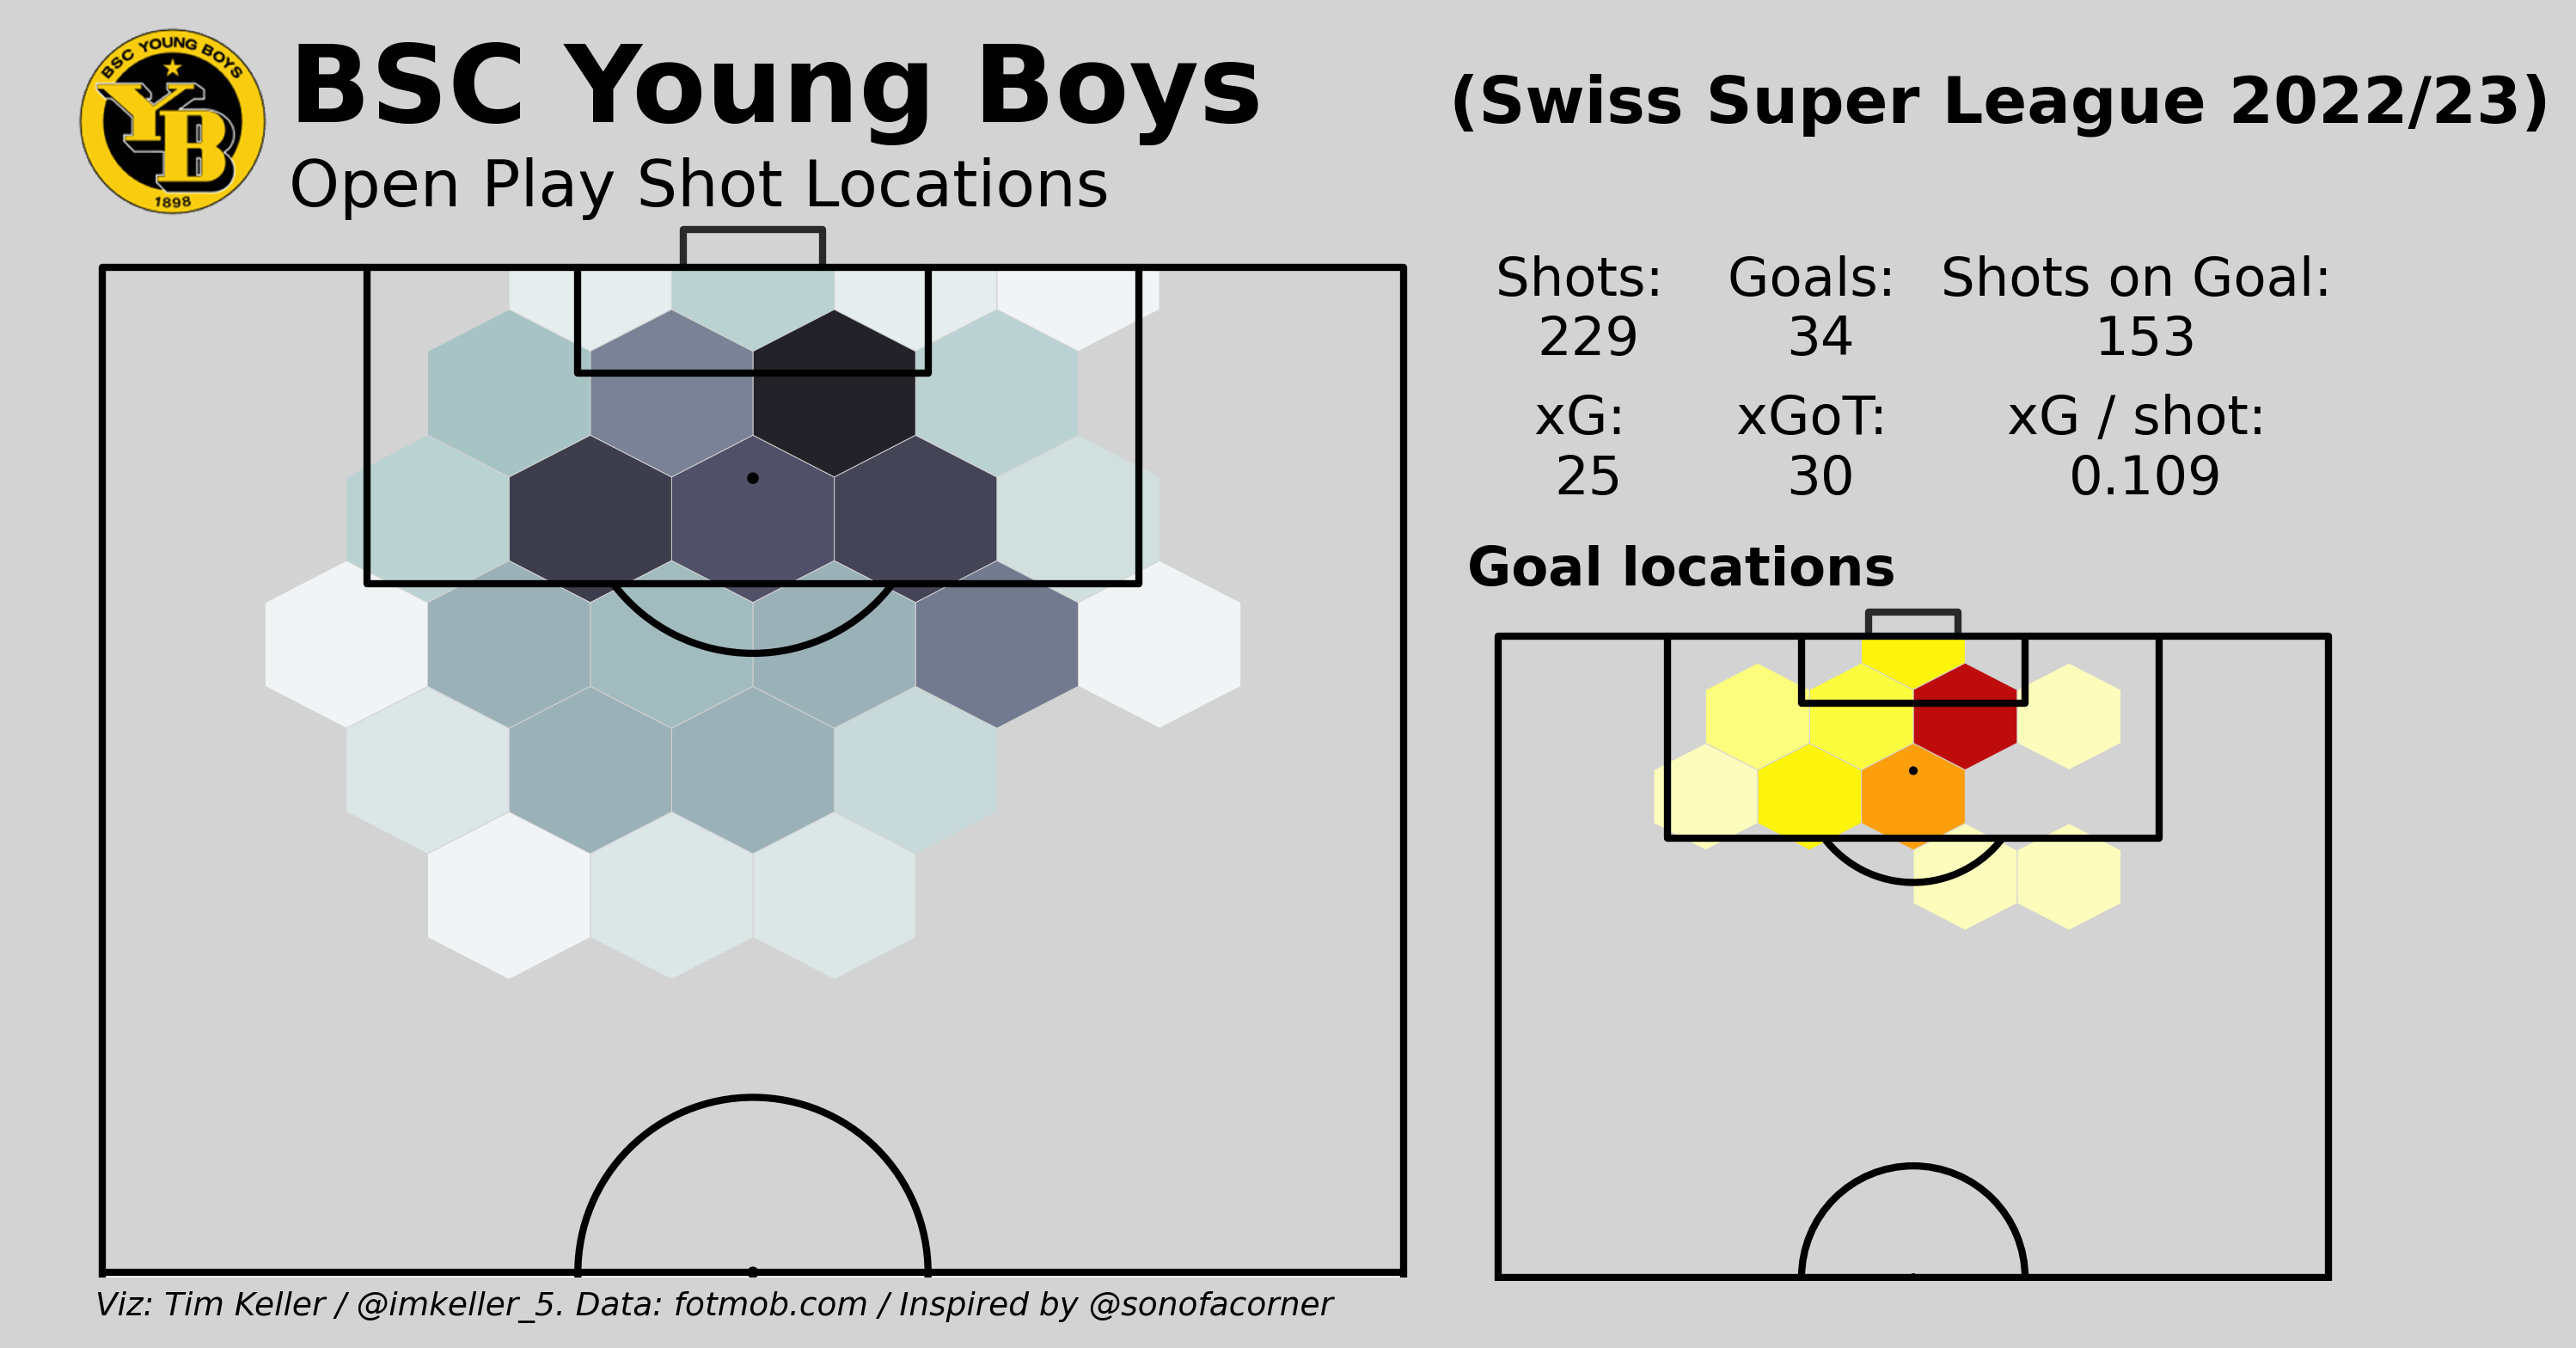 BSC YOUNG BOYS
YB
1898
BSC Young Boys
(Swiss Super League 2022/23)
Open Play Shot Locations
Shots: Goals: Shots on Goal:
229 34 153
xG: xGoT: xG / shot:
25 30 0.109
Goal locations
Viz: Tim Keller / @imkeller_5. Data: fotmob.com / Inspired by @sonofacorner